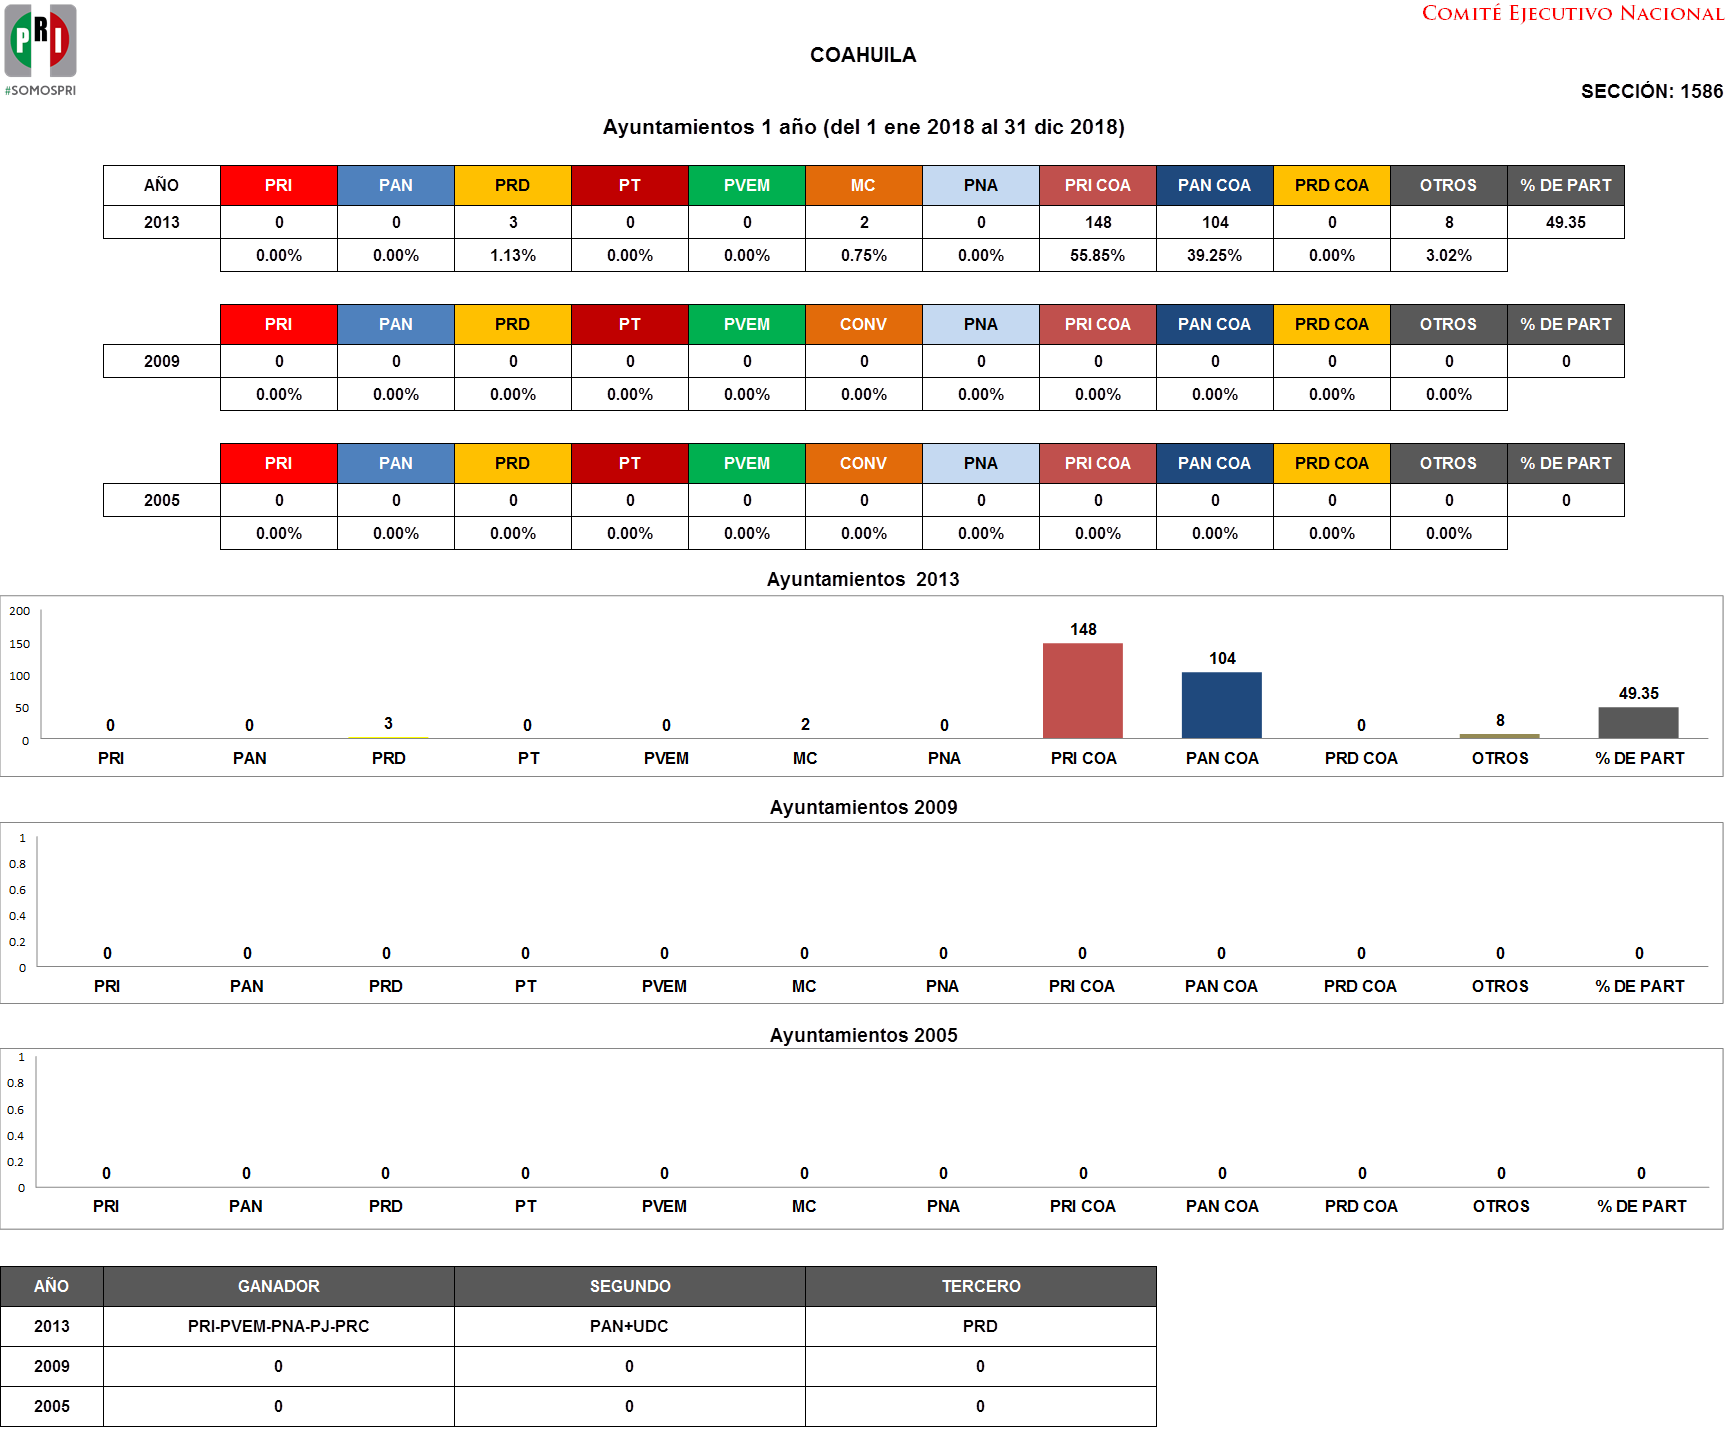 PRI
#SOMOSPRI
COMITÉ EJECUTIVO NACIONAL
COAHUILA
SECCIÓN: 1586
Ayuntamientos 1 año (del 1 ene 2018 al 31 dic 2018)
AÑO PRI PAN PRD PT PVEM MC PNA PRI COA PAN COA PRD COA OTROS % DE PART
2013 0 0 3 0 0 2 0 148 104 0 8 49.35
0.00% 0.00% 1.13% 0.00% 0.00% 0.75% 0.00% 55.85% 39.25% 0.00% 3.02%
PRI PAN PRD PT PVEM CONV PNA PRI COA PAN COA PRD COA OTROS % DE PART
2009 0 0 0 0 0 0 0 0 0 0 0 0
0.00% 0.00% 0.00% 0.00% 0.00% 0.00% 0.00% 0.00% 0.00% 0.00% 0.00%
PRI PAN PRD PT PVEM CONV PNA PRI COA PAN COA PRD COA OTROS % DE PART
2005 0 0 0 0 0 0 0 0 0 0 0 0
0.00% 0.00% 0.00% 0.00% 0.00% 0.00% 0.00% 0.00% 0.00% 0.00% 0.00%
Ayuntamientos 2013
200
150
100
50
0
0 0 3 0 0 2 0 148 104 0 8 49.35
PRI PAN PRD PT PVEM MC PNA PRI COA PAN COA PRD COA OTROS % DE PART
Ayuntamientos 2009
1
0.8
0.6
0.4
0.2
0
0 0 0 0 0 0 0 0 0 0 0 0
PRI PAN PRD PT PVEM MC PNA PRI COA PAN COA PRD COA OTROS % DE PART
Ayuntamientos 2005
1
0.8
0.6
0.4
0.2
0
0 0 0 0 0 0 0 0 0 0 0 0
PRI PAN PRD PT PVEM MC PNA PRI COA PAN COA PRD COA OTROS % DE PART
AÑO GANADOR SEGUNDO TERCERO
2013 PRI-PVEM-PNA-PJ-PRC PAN+UDC PRD
2009 0 0 0
2005 0 0 0